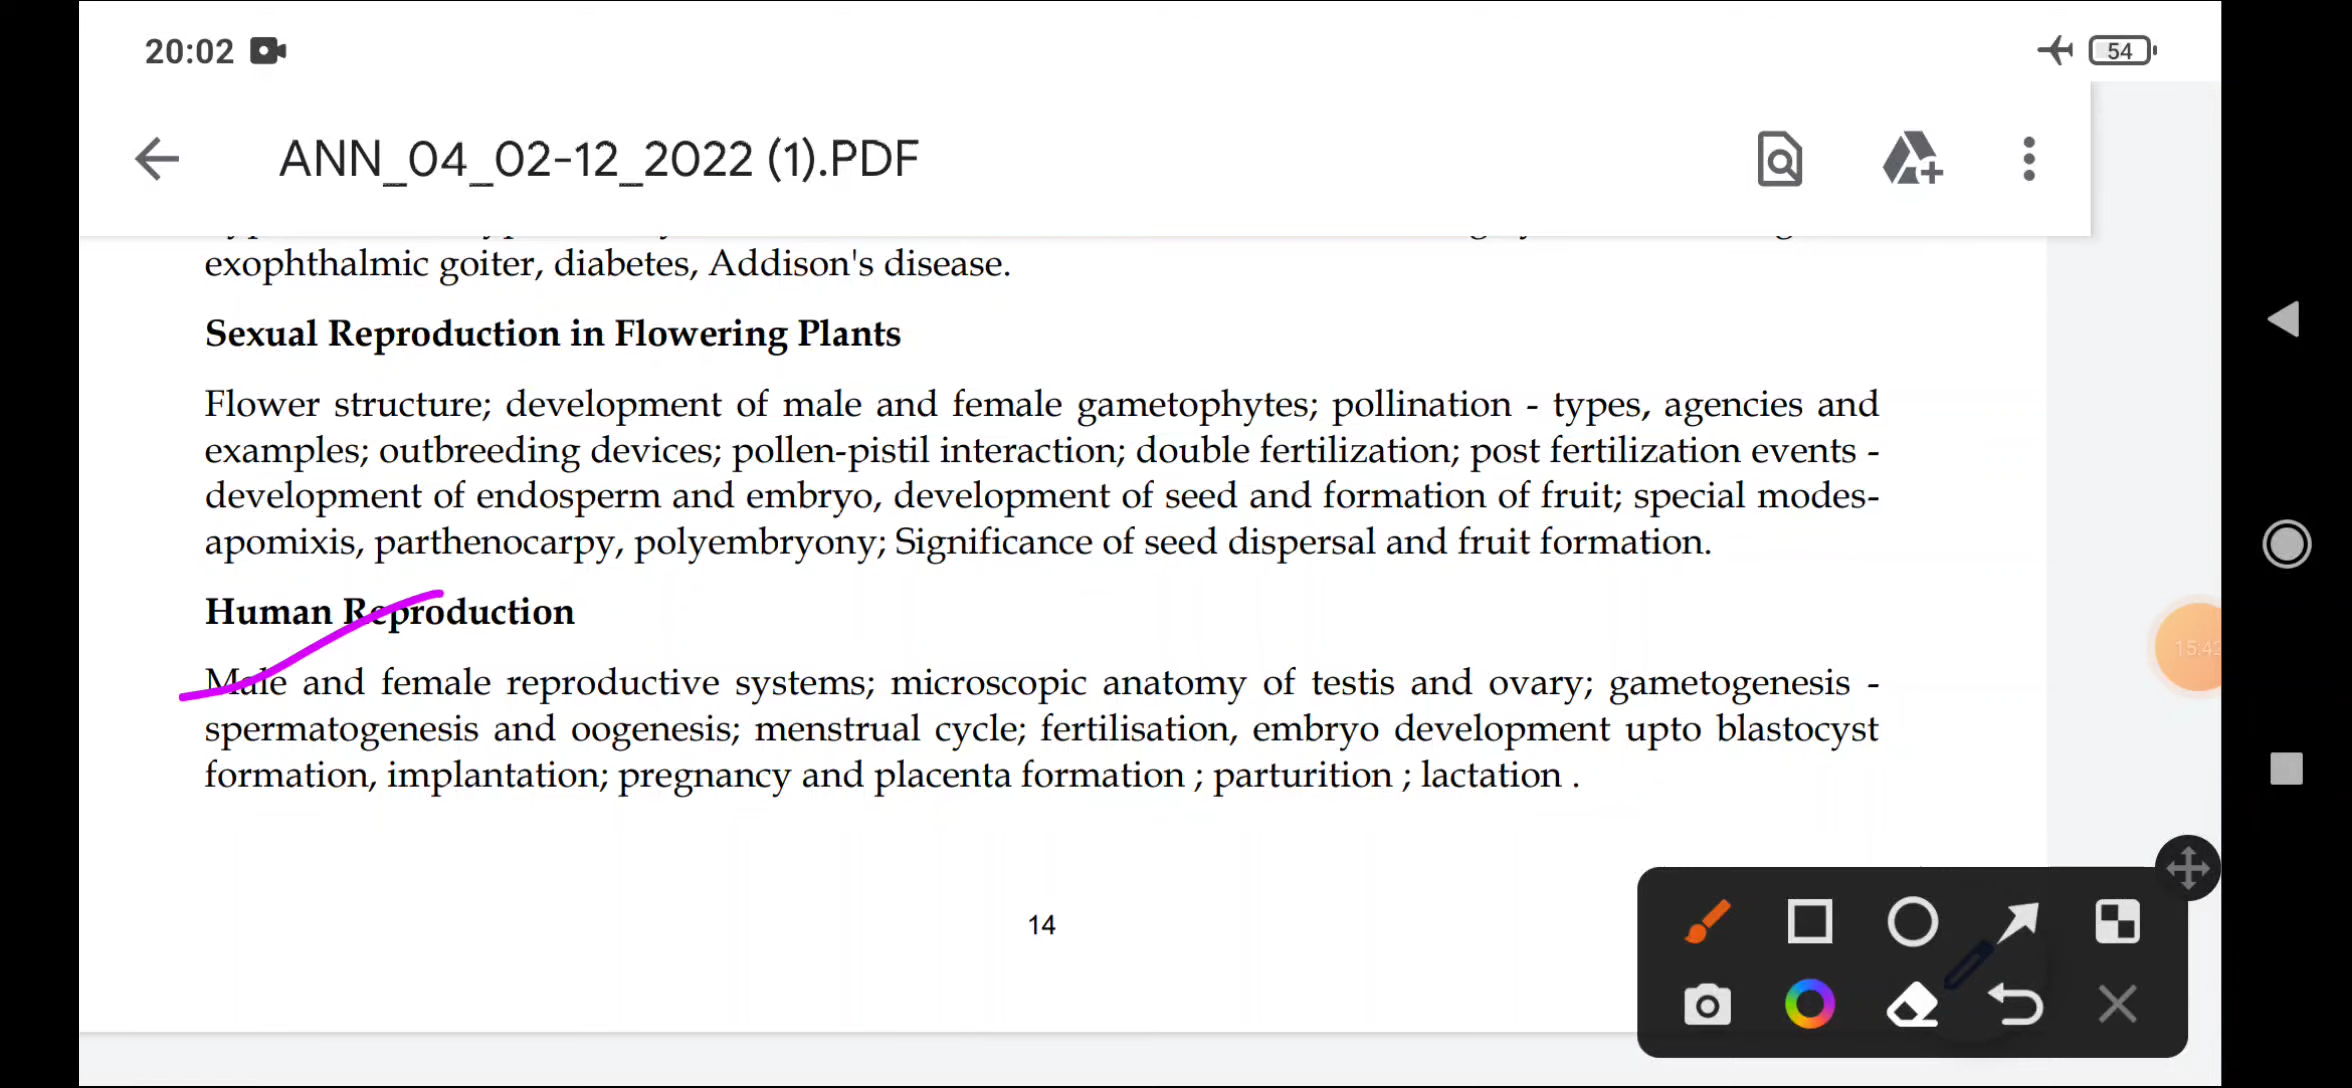 20:02
54
ANN_04_02-12_2022 (1).PDF
exophthalmic goiter, diabetes, Addison's disease.
Sexual Reproduction in Flowering Plants
Flower structure; development of male and female gametophytes; pollination - types, agencies and
examples; outbreeding devices; pollen-pistil interaction; double fertilization; post fertilization events -
development of endosperm and embryo, development of seed and formation of fruit; special modes-
apomixis, parthenocarpy, polyembryony; Significance of seed dispersal and fruit formation.
Human Reproduction
Male and female reproductive systems; microscopic anatomy of testis and ovary; gametogenesis -
spermatogenesis and oogenesis; menstrual cycle; fertilisation, embryo development upto blastocyst
formation, implantation; pregnancy and placenta formation ; parturition ; lactation .
15:42
14